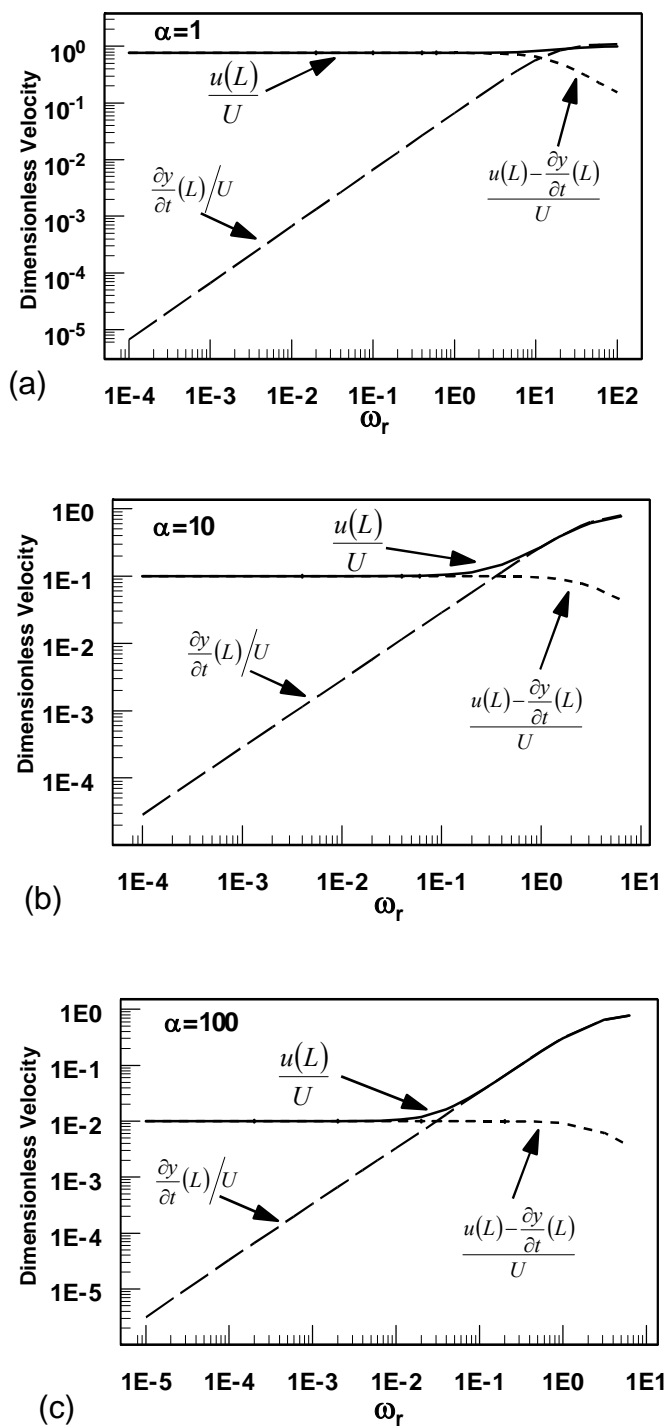 α=1
Dimensionless Velocity
10⁰
10⁻¹
10⁻²
10⁻³
10⁻⁴
10⁻⁵
u(L)
U
∂y/∂t(L)/U
u(L)−∂y/∂t(L)
U
(a)
1E-4 1E-3 1E-2 1E-1 1E0 1E1 1E2
ωr
α=10
Dimensionless Velocity
1E0
1E-1
1E-2
1E-3
1E-4
u(L)
U
∂y/∂t(L)/U
u(L)−∂y/∂t(L)
U
1E-4 1E-3 1E-2 1E-1 1E0 1E1
(b)
ωr
α=100
Dimensionless Velocity
1E0
1E-1
1E-2
1E-3
1E-4
1E-5
u(L)
U
∂y/∂t(L)/U
u(L)−∂y/∂t(L)
U
1E-5 1E-4 1E-3 1E-2 1E-1 1E0 1E1
(c)
ωr